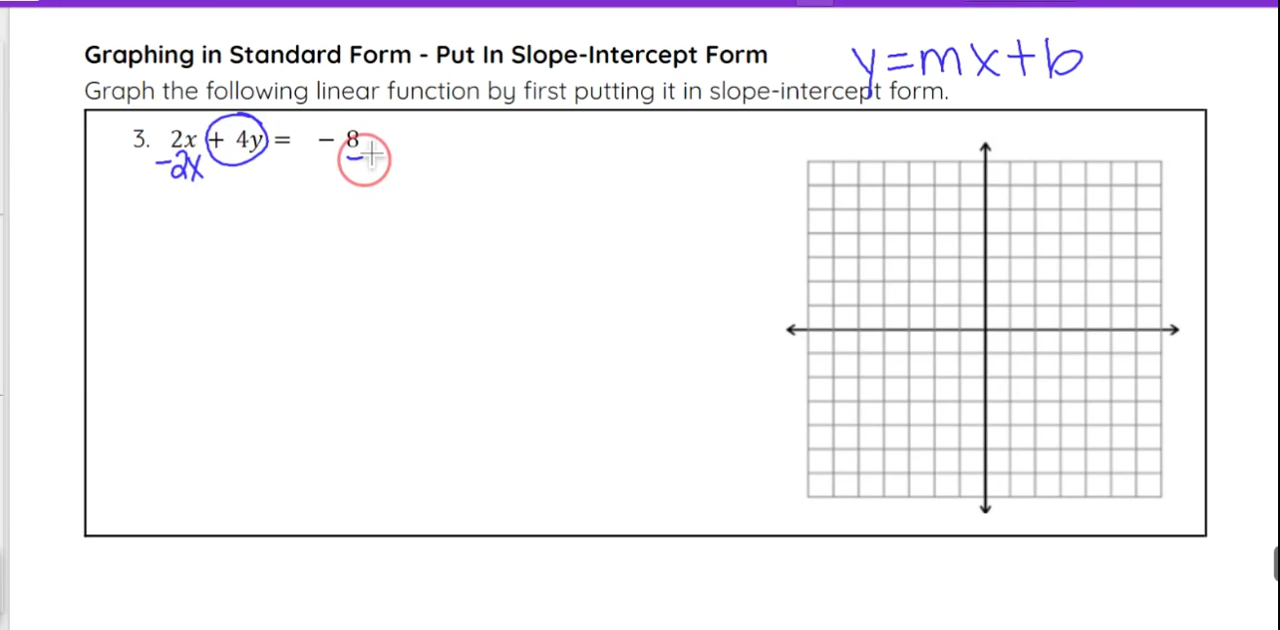 Graphing in Standard Form - Put In Slope-Intercept Form
y=mx+b
Graph the following linear function by first putting it in slope-intercept form.
3. 2x + 4y = - 8
-2x -